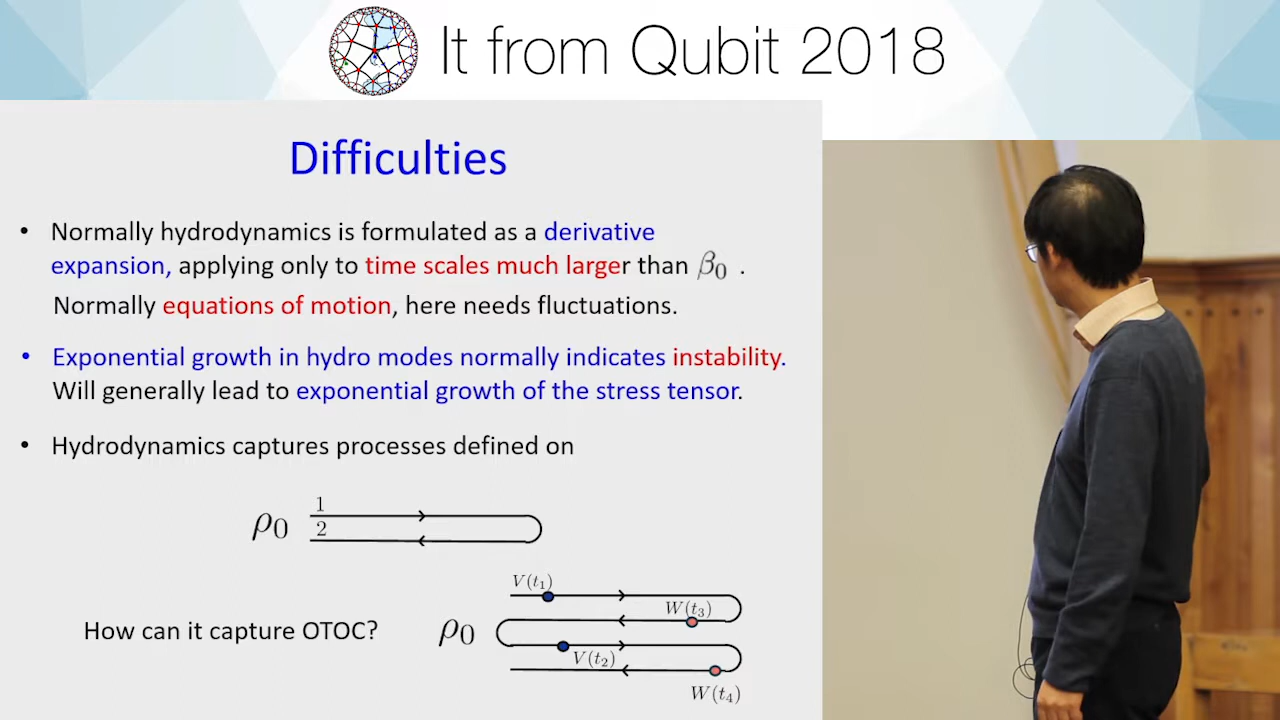 It from Qubit 2018
Difficulties
• Normally hydrodynamics is formulated as a derivative
expansion, applying only to time scales much larger than β₀ .
Normally equations of motion, here needs fluctuations.
• Exponential growth in hydro modes normally indicates instability.
Will generally lead to exponential growth of the stress tensor.
• Hydrodynamics captures processes defined on
1
ρ₀ 2
V(t₁)
W(t₃)
How can it capture OTOC? ρ₀
V(t₂)
W(t₄)